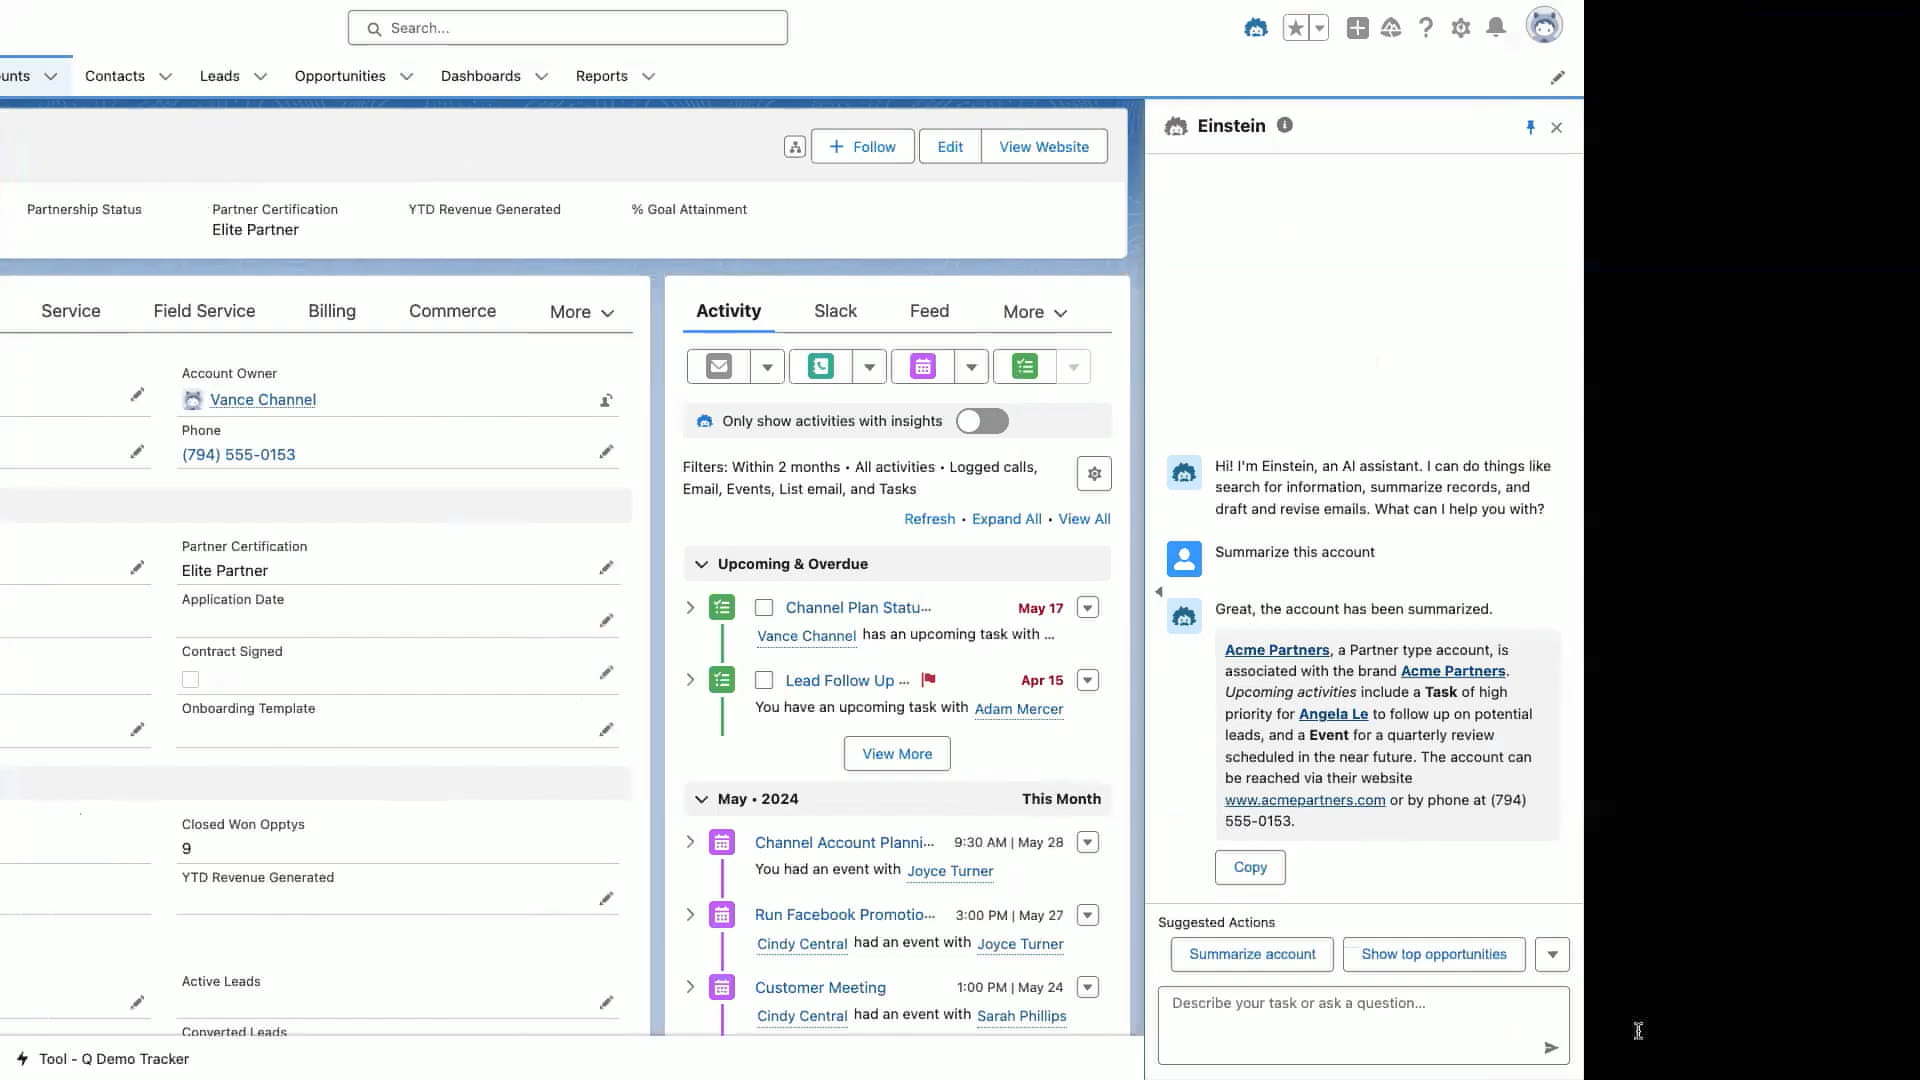 Search...
unts
Contacts
Leads
Opportunities
Dashboards
Reports
Follow
Edit
View Website
Partnership Status
Partner Certification
YTD Revenue Generated
% Goal Attainment
Elite Partner
Service
Field Service
Billing
Commerce
More
Account Owner
Vance Channel
Phone
(794) 555-0153
Partner Certification
Elite Partner
Application Date
Contract Signed
Onboarding Template
Closed Won Opptys
9
YTD Revenue Generated
Active Leads
Converted Leads
Activity
Slack
Feed
More
Only show activities with insights
Filters: Within 2 months • All activities • Logged calls,
Email, Events, List email, and Tasks
Refresh • Expand All • View All
Upcoming & Overdue
Channel Plan Statu...
May 17
Vance Channel has an upcoming task with ...
Lead Follow Up ...
Apr 15
You have an upcoming task with Adam Mercer
View More
May • 2024
This Month
Channel Account Planni...
9:30 AM | May 28
You had an event with Joyce Turner
Run Facebook Promotio...
3:00 PM | May 27
Cindy Central had an event with Joyce Turner
Customer Meeting
1:00 PM | May 24
Cindy Central had an event with Sarah Phillips
Einstein
Hi! I'm Einstein, an AI assistant. I can do things like
search for information, summarize records, and
draft and revise emails. What can I help you with?
Summarize this account
Great, the account has been summarized.
Acme Partners, a Partner type account, is
associated with the brand Acme Partners.
Upcoming activities include a Task of high
priority for Angela Le to follow up on potential
leads, and a Event for a quarterly review
scheduled in the near future. The account can
be reached via their website
www.acmepartners.com or by phone at (794)
555-0153.
Copy
Suggested Actions
Summarize account
Show top opportunities
Describe your task or ask a question...
Tool - Q Demo Tracker